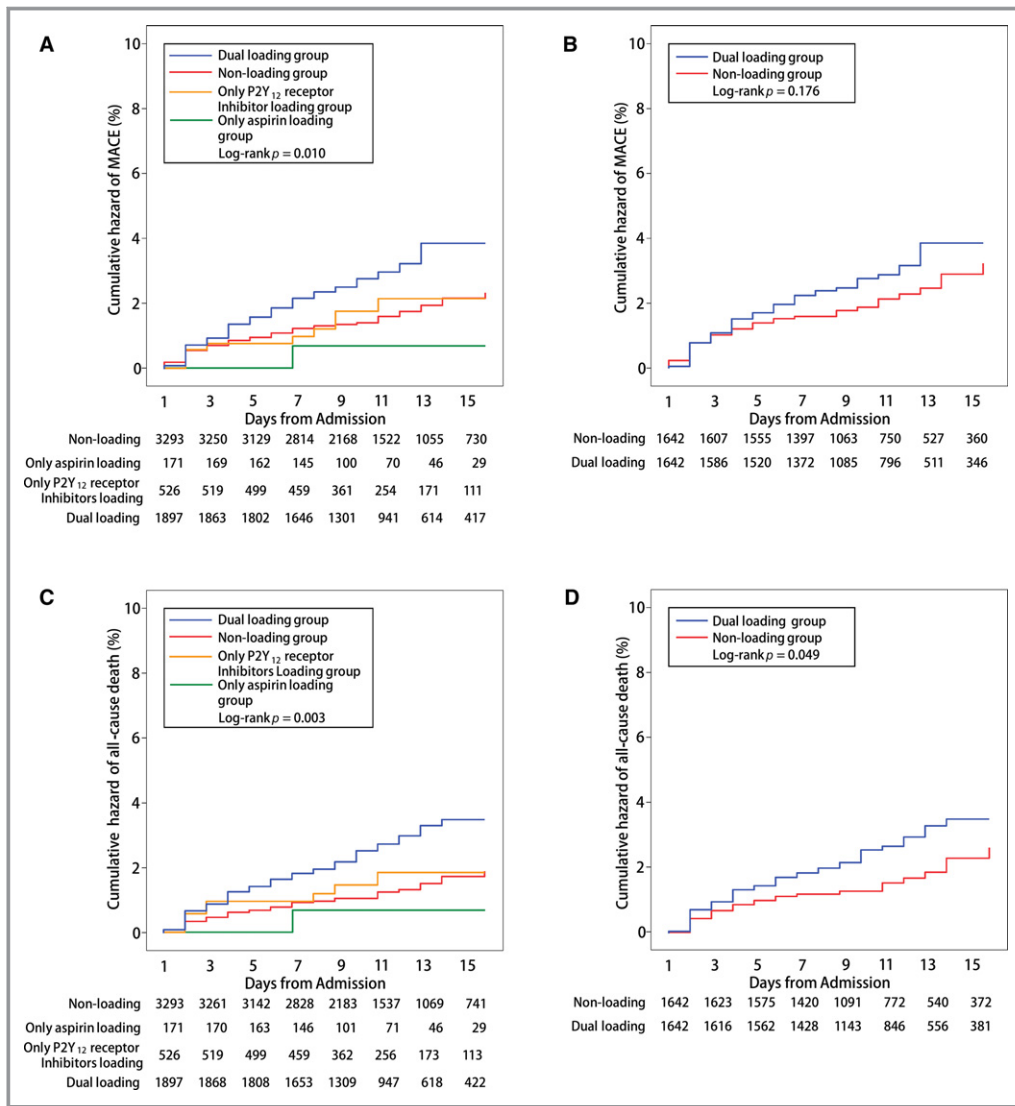 A
10
8
6
4
2
0
Cumulative hazard of MACE (%)
Dual loading group
Non-loading group
Only P2Y12 receptor
Inhibitor loading group
Only aspirin loading
group
Log-rank p = 0.010
1 3 5 7 9 11 13 15
Days from Admission
Non-loading 3293 3250 3129 2814 2168 1522 1055 730
Only aspirin loading 171 169 162 145 100 70 46 29
Only P2Y12 receptor
Inhibitors loading 526 519 499 459 361 254 171 111
Dual loading 1897 1863 1802 1646 1301 941 614 417
B
10
8
6
4
2
0
Cumulative hazard of MACE (%)
Dual loading group
Non-loading group
Log-rank p = 0.176
1 3 5 7 9 11 13 15
Days from Admission
Non-loading 1642 1607 1555 1397 1063 750 527 360
Dual loading 1642 1586 1520 1372 1085 796 511 346
C
10
8
6
4
2
0
Cumulative hazard of all-cause death (%)
Dual loading group
Non-loading group
Only P2Y12 receptor
Inhibitors Loading group
Only aspirin loading
group
Log-rank p = 0.003
1 3 5 7 9 11 13 15
Days from Admission
Non-loading 3293 3261 3142 2828 2183 1537 1069 741
Only aspirin loading 171 170 163 146 101 71 46 29
Only P2Y12 receptor
Inhibitors loading 526 519 499 459 362 256 173 113
Dual loading 1897 1868 1808 1653 1309 947 618 422
D
10
8
6
4
2
0
Cumulative hazard of all-cause death (%)
Dual loading group
Non-loading group
Log-rank p = 0.049
1 3 5 7 9 11 13 15
Days from Admission
Non-loading 1642 1623 1575 1420 1091 772 540 372
Dual loading 1642 1616 1562 1428 1143 846 556 381